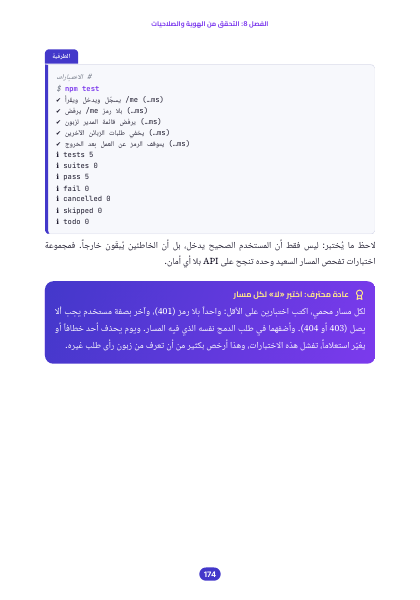 الفصل 8: التحقق من الهوية والصلاحيات
الطرفية
# الاختبارات
$ npm test
✔ يسجّل ويدخل ويقرأ /me (…ms)
✔ يرفض /me بلا رمز (…ms)
✔ يرفض قائمة المدير لزبون (…ms)
✔ يخفي طلبات الزبائن الآخرين (…ms)
✔ يتوقف الرمز عن العمل بعد الخروج (…ms)
ℹ tests 5
ℹ suites 0
ℹ pass 5
ℹ fail 0
ℹ cancelled 0
ℹ skipped 0
ℹ todo 0
لاحظ ما يُختبر: ليس فقط أن المستخدم الصحيح يدخل، بل أن الخاطئين يُبقَون خارجاً. فمجموعة
اختبارات تفحص المسار السعيد وحده تنجح على API بلا أي أمان.
عادة محترف: اختبر «لا» لكل مسار
لكل مسار محمي، اكتب اختبارين على الأقل: واحداً بلا رمز (401)، وآخر بصفة مستخدم يجب ألا
يصل (403 أو 404). وأضفهما في طلب الدمج نفسه الذي فيه المسار. ويوم يحذف أحد خطافاً أو
يغيّر استعلاماً، تفشل هذه الاختبارات، وهذا أرخص بكثير من أن تعرف من زبون رأى طلب غيره.
174